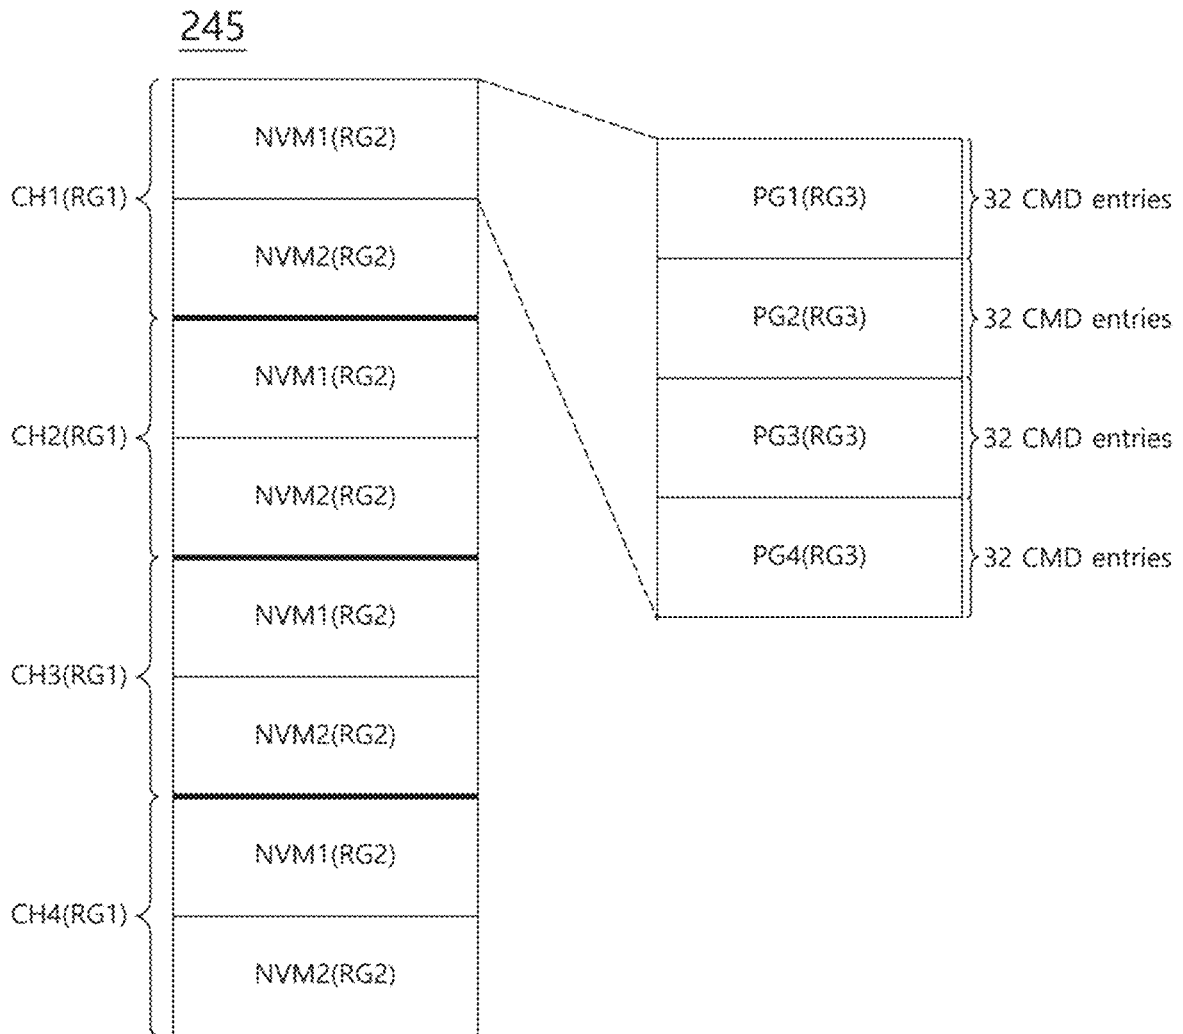 245
CH1(RG1)
NVM1(RG2)
NVM2(RG2)
CH2(RG1)
NVM1(RG2)
NVM2(RG2)
CH3(RG1)
NVM1(RG2)
NVM2(RG2)
CH4(RG1)
NVM1(RG2)
NVM2(RG2)
PG1(RG3)
32 CMD entries
PG2(RG3)
32 CMD entries
PG3(RG3)
32 CMD entries
PG4(RG3)
32 CMD entries